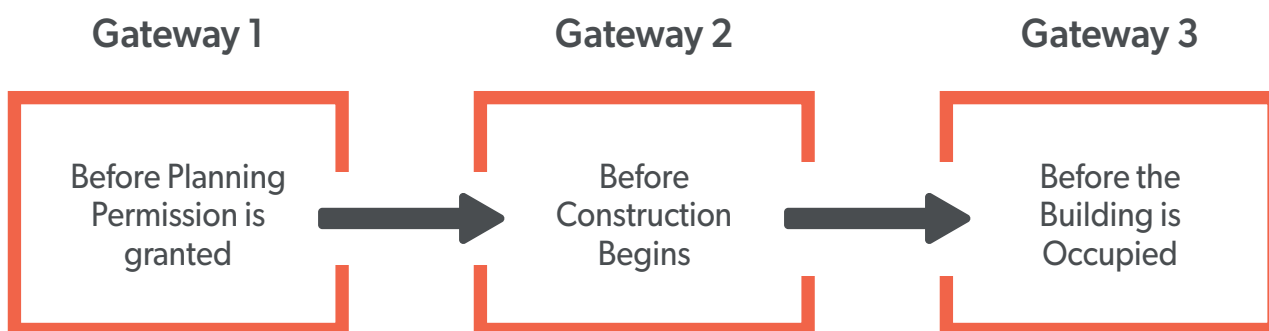 Gateway 1
Before Planning
Permission is
granted
Gateway 2
Before
Construction
Begins
Gateway 3
Before the
Building is
Occupied